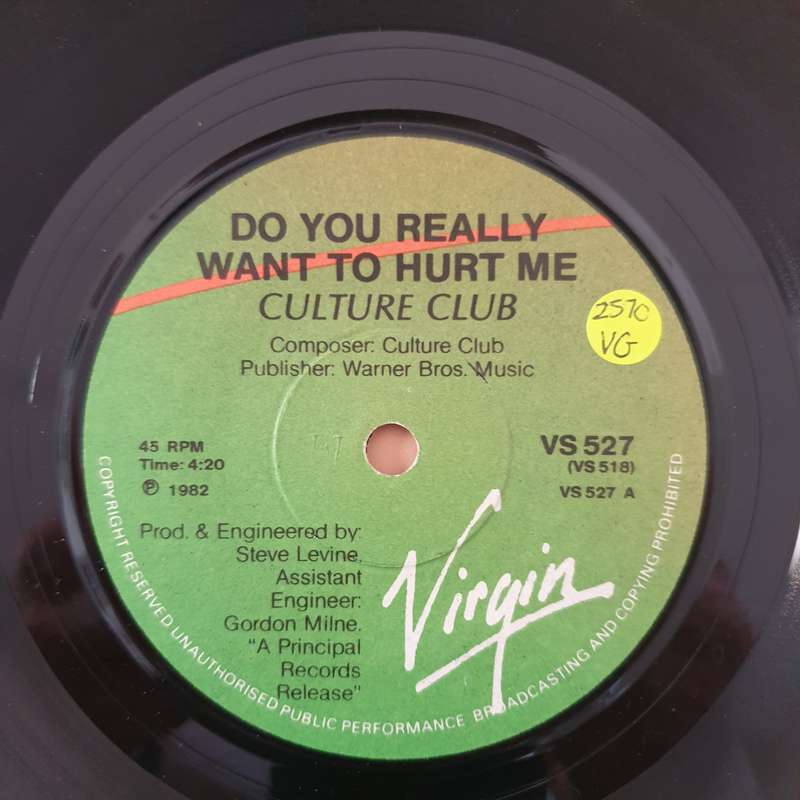 DO YOU REALLY
WANT TO HURT ME
CULTURE CLUB
2570
VG
Composer: Culture Club
Publisher: Warner Bros. Music
45 RPM
Time: 4:20
℗ 1982
VS 527
(VS 518)
VS 527 A
Prod. & Engineered by:
Steve Levine.
Assistant
Engineer:
Gordon Milne.
"A Principal
Records
Release"
Virgin
COPYRIGHT RESERVED UNAUTHORISED PUBLIC PERFORMANCE BROADCASTING AND COPYING PROHIBITED